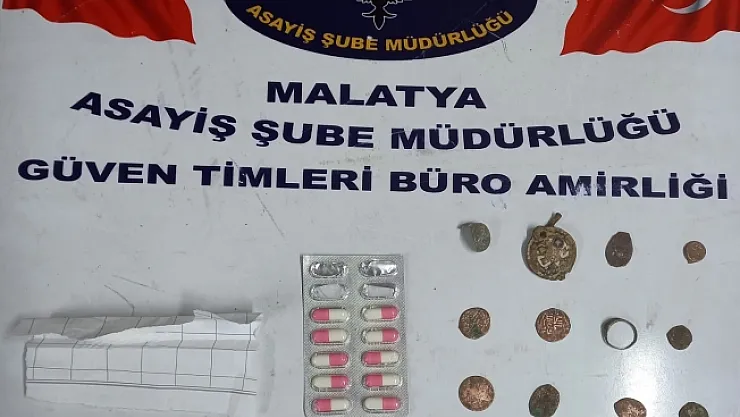 ASAYİŞ ŞUBE MÜDÜRLÜĞÜ
MALATYA
ASAYİŞ ŞUBE MÜDÜRLÜĞÜ
GÜVEN TİMLERİ BÜRO AMİRLİĞİ